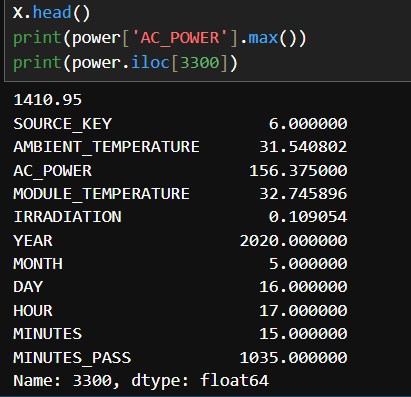 X.head()
print(power['AC_POWER'].max())
print(power.iloc[3300])
1410.95
SOURCE_KEY 6.000000
AMBIENT_TEMPERATURE 31.540802
AC_POWER 156.375000
MODULE_TEMPERATURE 32.745896
IRRADIATION 0.109054
YEAR 2020.000000
MONTH 5.000000
DAY 16.000000
HOUR 17.000000
MINUTES 15.000000
MINUTES_PASS 1035.000000
Name: 3300, dtype: float64